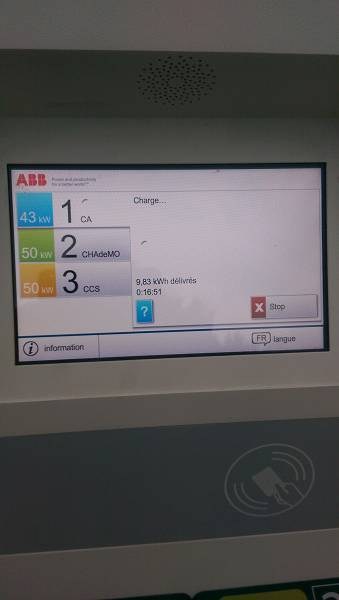 ABB Power and productivity
for a better world™
43 kW 1 CA
50 kW 2 CHAdeMO
50 kW 3 CCS
Charge...
9,83 kWh délivrés
0:16:51
?
X Stop
i information
FR langue